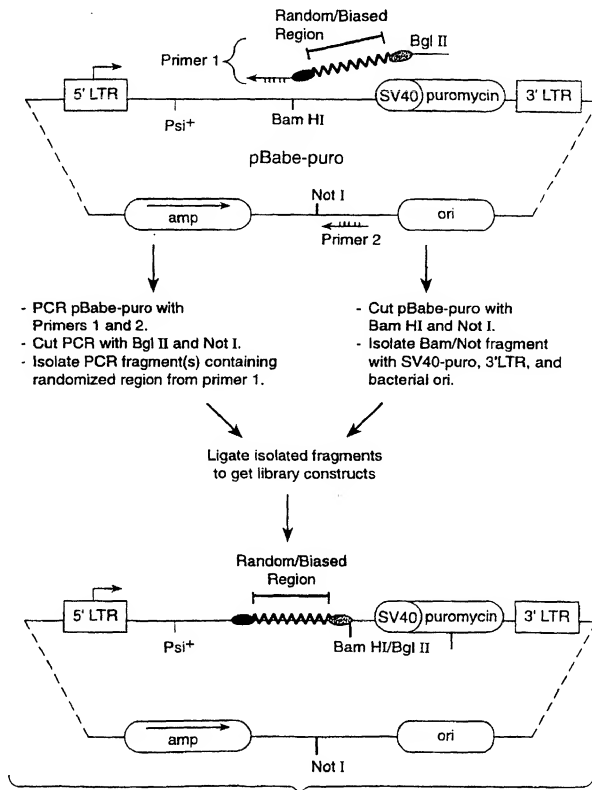 Random/Biased
Region
Bgl II
Primer 1
5' LTR
Psi+
Bam HI
SV40
puromycin
3' LTR
pBabe-puro
Not I
amp
ori
Primer 2
- PCR pBabe-puro with
Primers 1 and 2.
- Cut PCR with Bgl II and Not I.
- Isolate PCR fragment(s) containing
randomized region from primer 1.
- Cut pBabe-puro with
Bam HI and Not I.
- Isolate Bam/Not fragment
with SV40-puro, 3'LTR, and
bacterial ori.
Ligate isolated fragments
to get library constructs
Random/Biased
Region
5' LTR
Psi+
Bam HI/Bgl II
SV40
puromycin
3' LTR
amp
Not I
ori